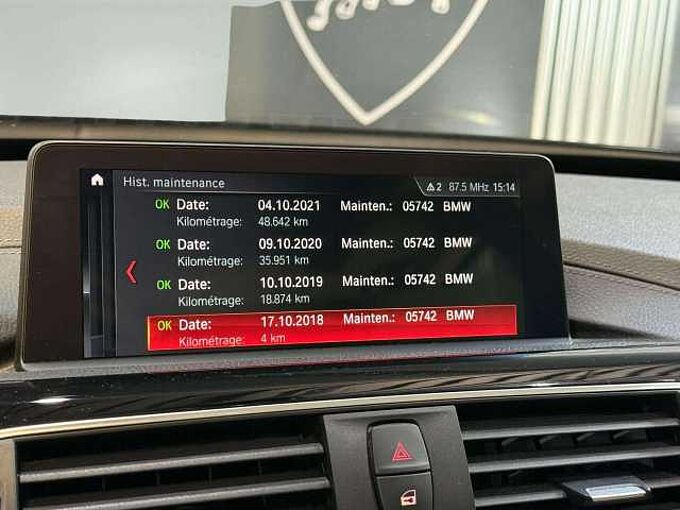 Hist. maintenance
2 87.5 MHz 15:14
OK Date: 04.10.2021 Mainten.: 05742 BMW
Kilométrage: 48.642 km
OK Date: 09.10.2020 Mainten.: 05742 BMW
Kilométrage: 35.951 km
OK Date: 10.10.2019 Mainten.: 05742 BMW
Kilométrage: 18.874 km
OK Date: 17.10.2018 Mainten.: 05742 BMW
Kilométrage: 4 km